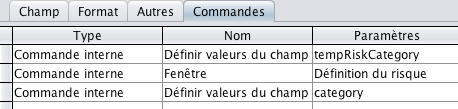 Champ Format Autres Commandes
Type Nom Paramètres
Commande interne Définir valeurs du champ tempRiskCategory
Commande interne Fenêtre Définition du risque
Commande interne Définir valeurs du champ category